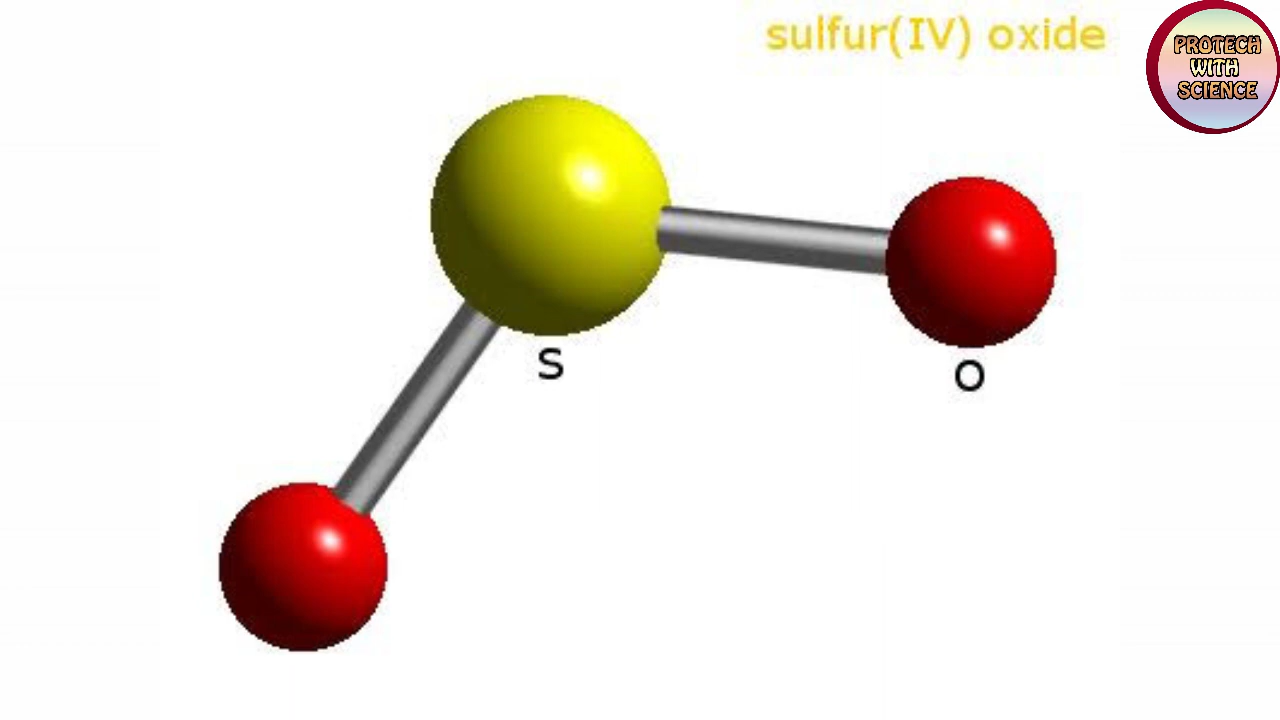 sulfur(IV) oxide
PROTECH
WITH
SCIENCE
S
O